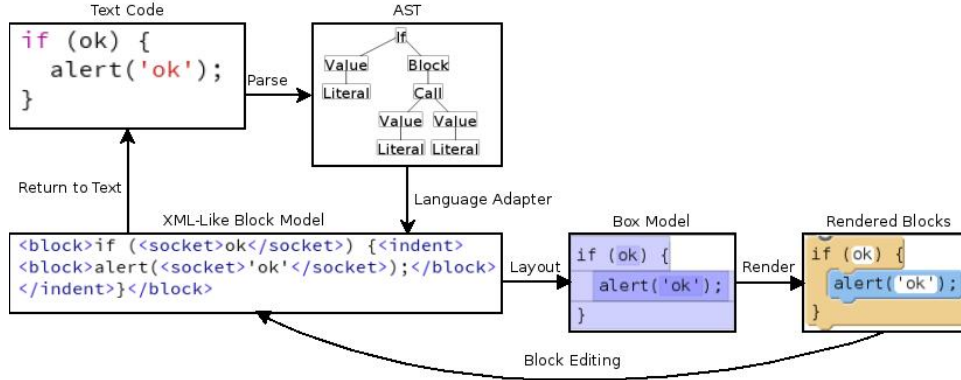 Text Code
if (ok) {
alert('ok');
}
Parse
AST
If
Value Block
Literal Call
Value Value
Literal Literal
Return to Text
Language Adapter
XML-Like Block Model
<block>if (<socket>ok</socket>) {<indent>
<block>alert(<socket>'ok'</socket>);</block>
</indent>}</block>
Layout
Box Model
if (ok) {
alert('ok');
}
Render
Rendered Blocks
if (ok) {
alert('ok');
}
Block Editing